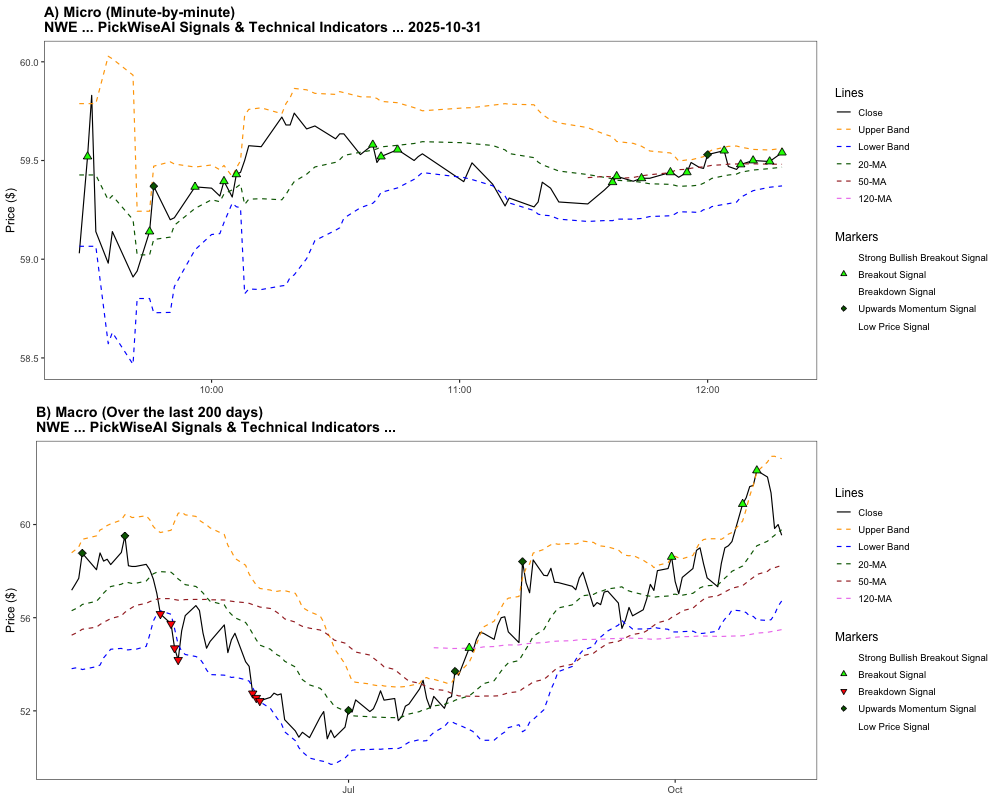 A) Micro (Minute-by-minute)
NWE ... PickWiseAI Signals & Technical Indicators ... 2025-10-31
60.0
59.5
59.0
58.5
Price ($)
10:00
11:00
12:00
Lines
Close
Upper Band
Lower Band
20-MA
50-MA
120-MA
Markers
Strong Bullish Breakout Signal
Breakout Signal
Breakdown Signal
Upwards Momentum Signal
Low Price Signal
B) Macro (Over the last 200 days)
NWE ... PickWiseAI Signals & Technical Indicators ...
60
56
52
Price ($)
Jul
Oct
Lines
Close
Upper Band
Lower Band
20-MA
50-MA
120-MA
Markers
Strong Bullish Breakout Signal
Breakout Signal
Breakdown Signal
Upwards Momentum Signal
Low Price Signal